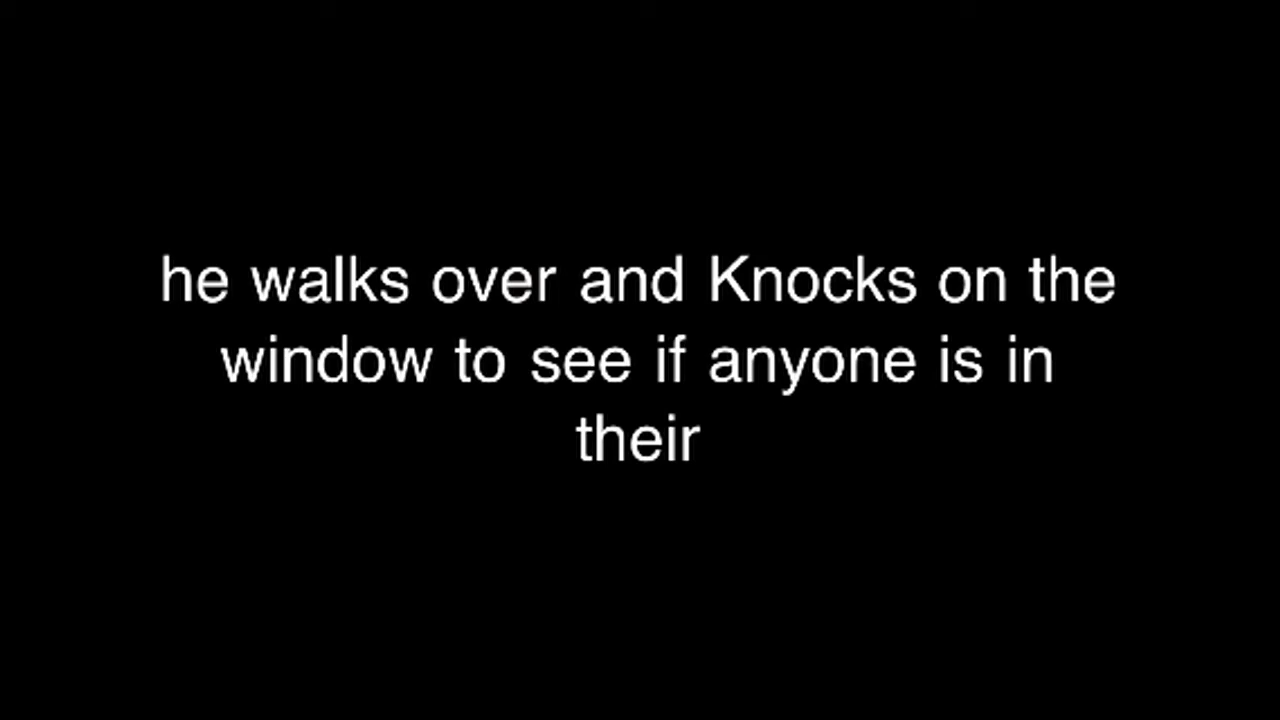 he walks over and Knocks on the
window to see if anyone is in
their